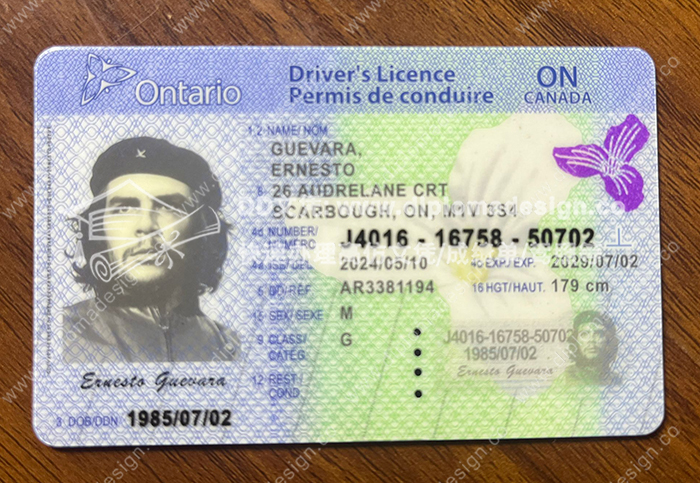 Ontario
Driver's Licence
Permis de conduire
ON
CANADA
1,2 NAME/NOM
GUEVARA,
ERNESTO
8 26 AUDRELANE CRT
SCARBOUGH, ON, M1V 3S4
4d NUMBER/
NUMERO J4016 - 16758 - 50702
4a ISS/DEL 2024/05/10 4b EXP./EXP. 2029/07/02
5 DD/REF AR3381194 16 HGT/HAUT. 179 cm
15 SEX/SEXE M
9 CLASS/ G
CATEG.
12 REST./
COND.
J4016-16758-50702
1985/07/02
Ernesto Guevara
Ernesto Guevara
3 DOB/DDN 1985/07/02